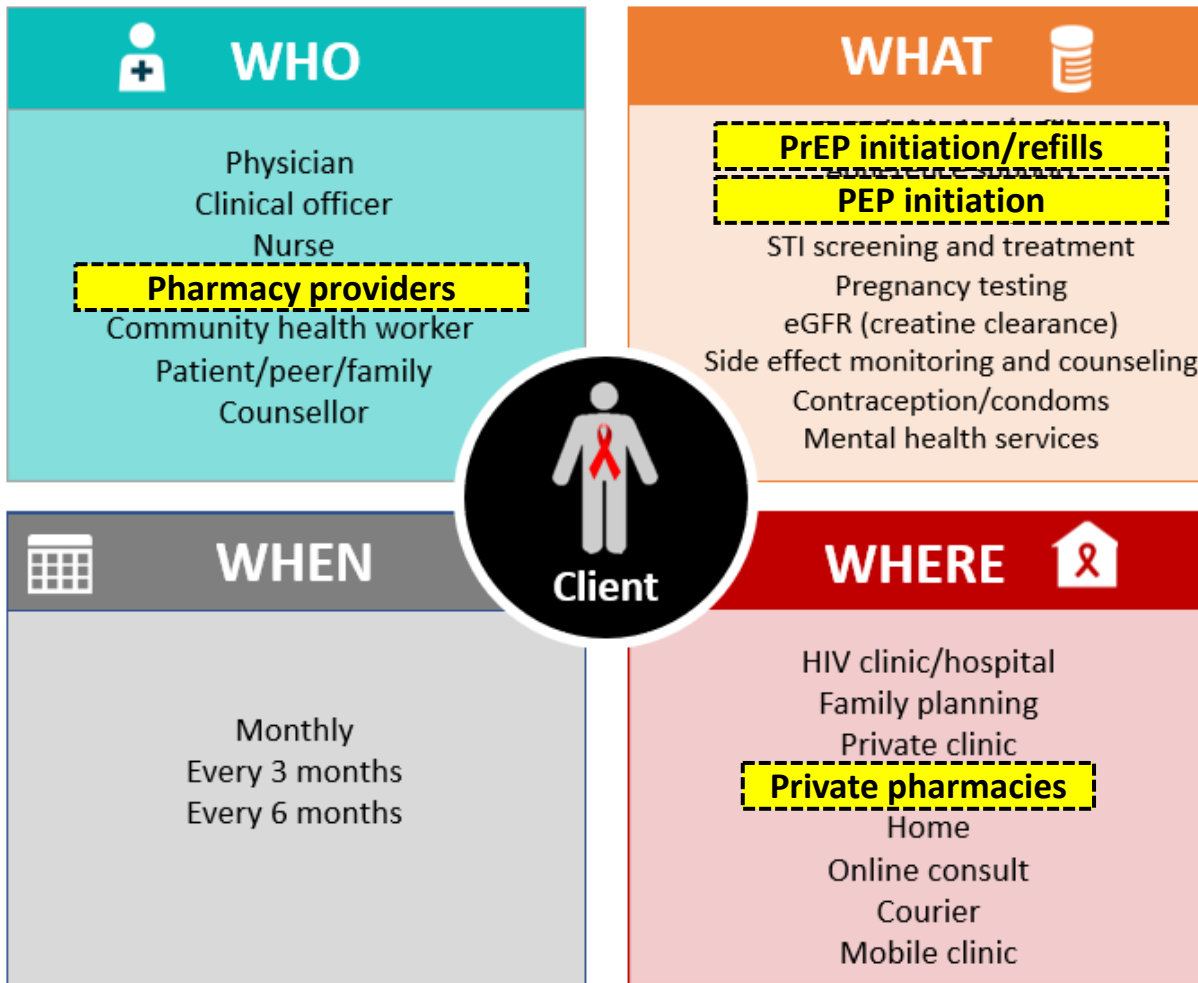 WHO
Physician
Clinical officer
Nurse
Pharmacy providers
Community health worker
Patient/peer/family
Counsellor
WHAT
PrEP initiation/refills
PEP initiation
STI screening and treatment
Pregnancy testing
eGFR (creatine clearance)
Side effect monitoring and counseling
Contraception/condoms
Mental health services
Client
WHEN
Monthly
Every 3 months
Every 6 months
WHERE
HIV clinic/hospital
Family planning
Private clinic
Private pharmacies
Home
Online consult
Courier
Mobile clinic